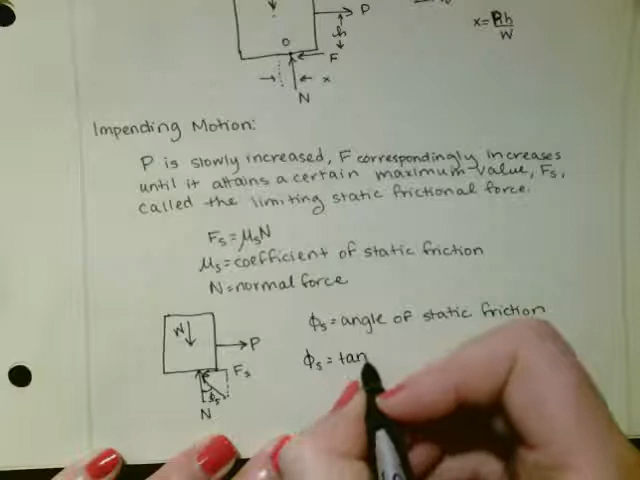 P
h
x = Ph
W
O
F
x
N
Impending Motion:
P is slowly increased, F correspondingly increases
until it attains a certain maximum value, Fs,
called the limiting static frictional force.
Fs = μsN
μs = coefficient of static friction
N = normal force
W
P
Fs
ϕs
N
ϕs = angle of static friction
ϕs = tan